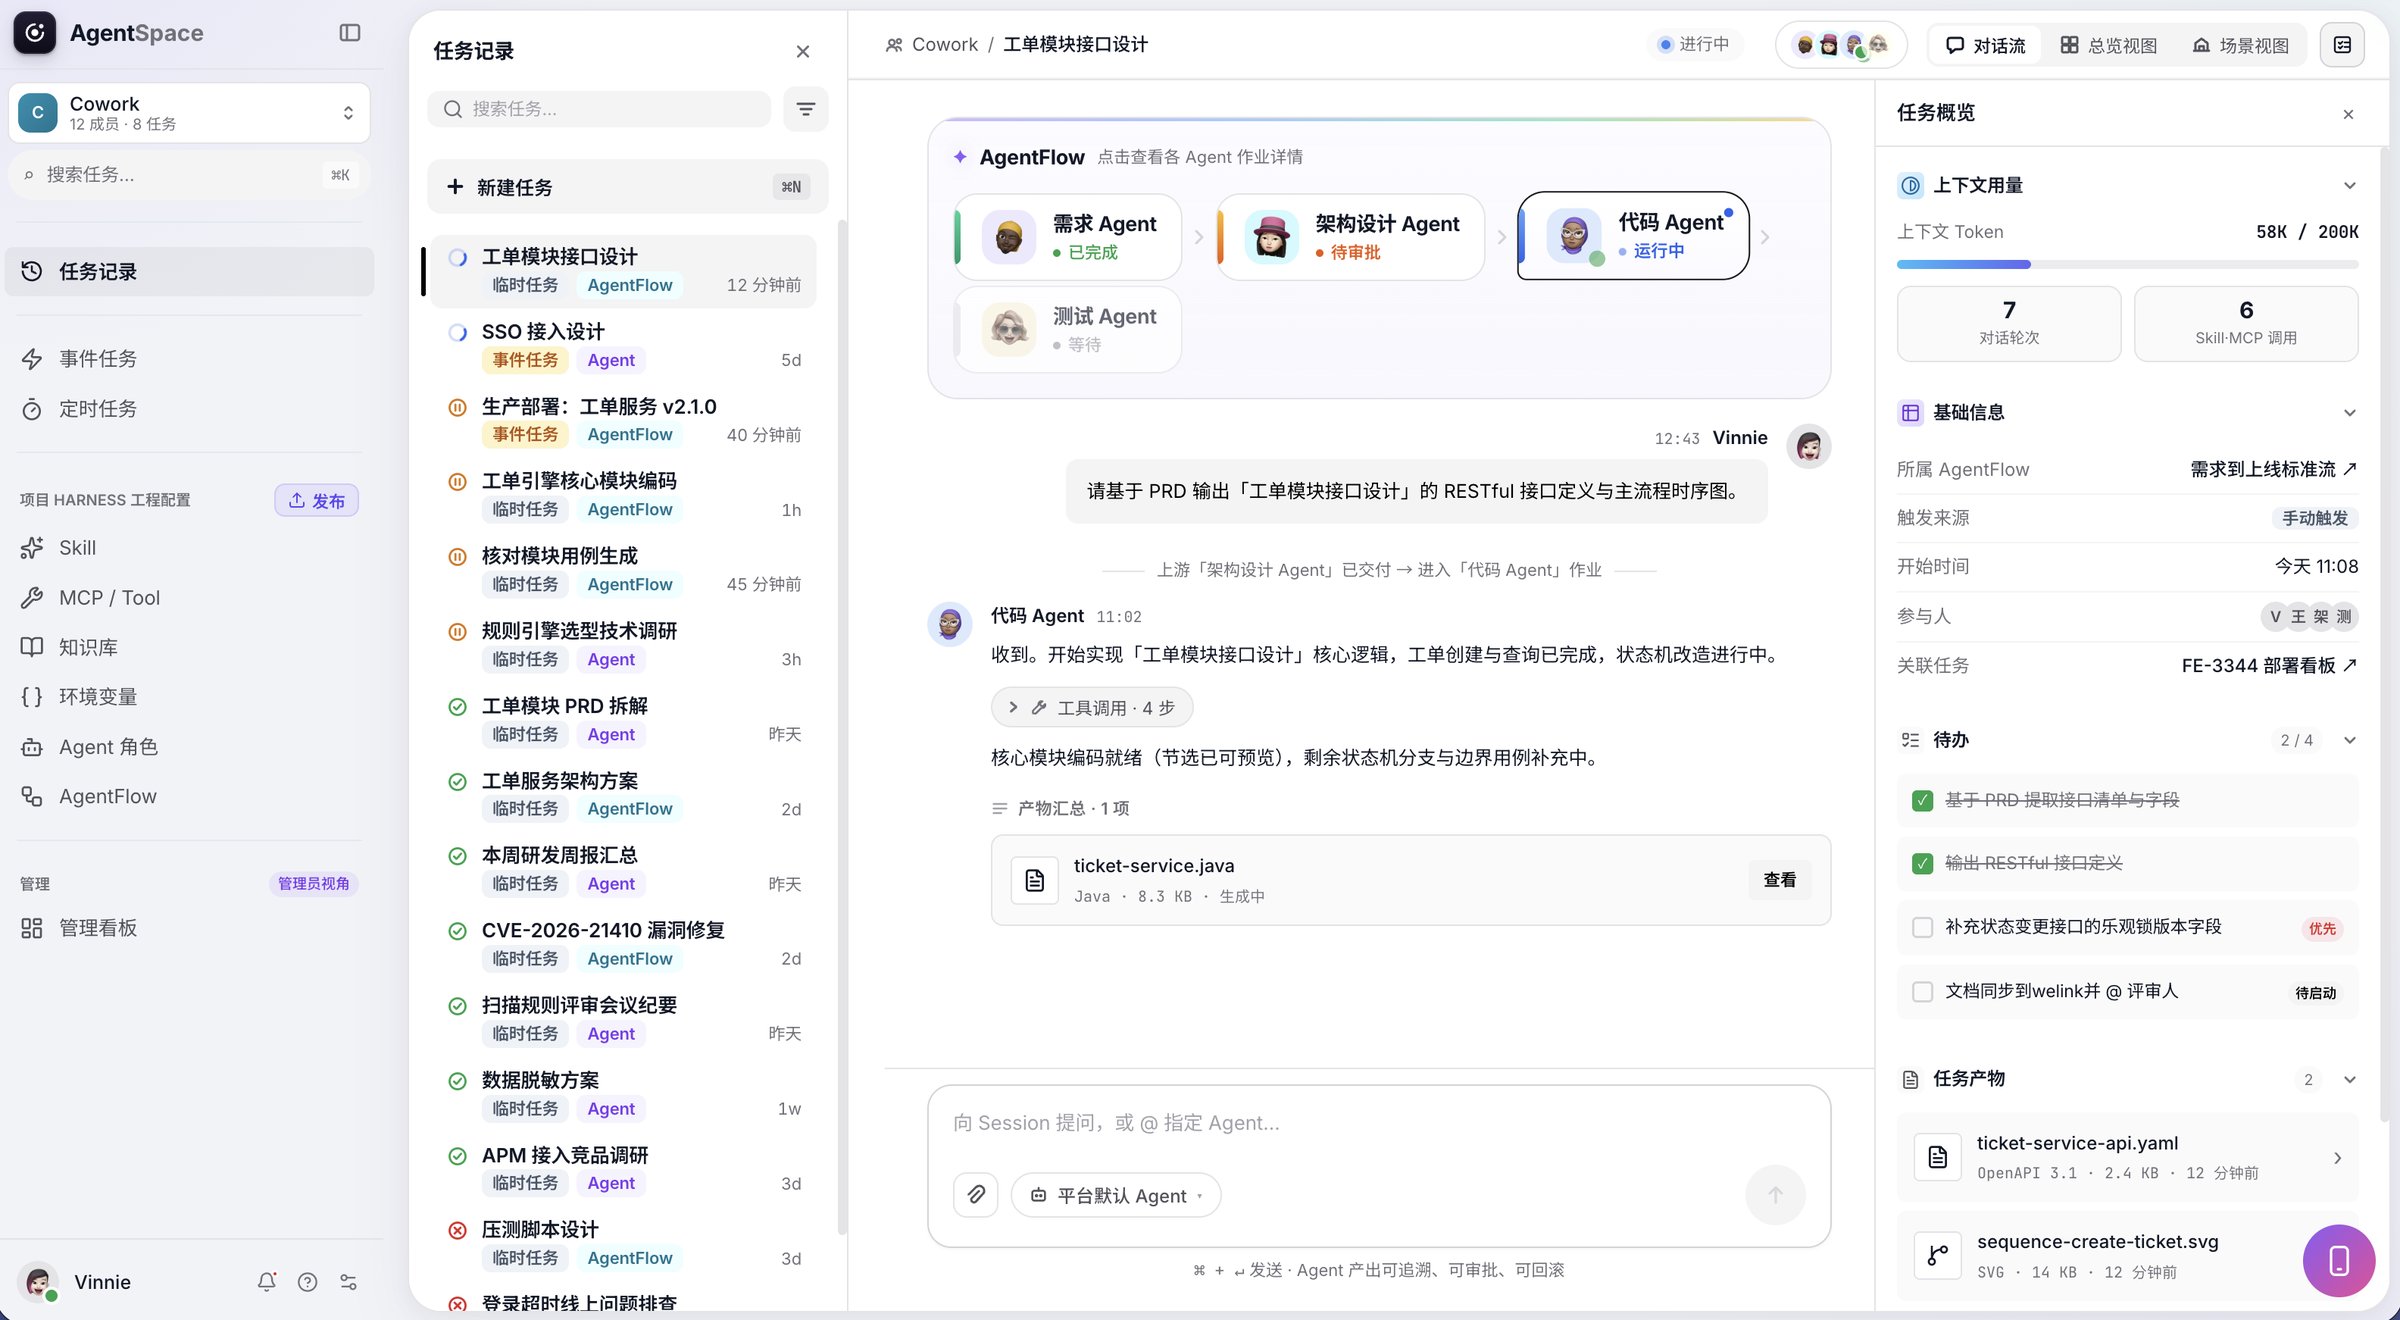 AgentSpace
C
Cowork
12 成员 · 8 任务
搜索任务...
⌘K
任务记录
事件任务
定时任务
项目 HARNESS 工程配置
发布
Skill
MCP / Tool
知识库
环境变量
Agent 角色
AgentFlow
管理
管理员视角
管理看板
Vinnie
任务记录
搜索任务...
新建任务
⌘N
工单模块接口设计
临时任务 AgentFlow 12 分钟前
SSO 接入设计
事件任务 Agent 5d
生产部署：工单服务 v2.1.0
事件任务 AgentFlow 40 分钟前
工单引擎核心模块编码
临时任务 AgentFlow 1h
核对模块用例生成
临时任务 AgentFlow 45 分钟前
规则引擎选型技术调研
临时任务 Agent 3h
工单模块 PRD 拆解
临时任务 Agent 昨天
工单服务架构方案
临时任务 AgentFlow 2d
本周研发周报汇总
临时任务 Agent 昨天
CVE-2026-21410 漏洞修复
临时任务 AgentFlow 2d
扫描规则评审会议纪要
临时任务 Agent 昨天
数据脱敏方案
临时任务 Agent 1w
APM 接入竞品调研
临时任务 Agent 3d
压测脚本设计
临时任务 AgentFlow 3d
登录超时线上问题排查
Cowork / 工单模块接口设计
进行中
对话流
总览视图
场景视图
AgentFlow 点击查看各 Agent 作业详情
需求 Agent
已完成
架构设计 Agent
待审批
代码 Agent
运行中
测试 Agent
等待
12:43 Vinnie
请基于 PRD 输出「工单模块接口设计」的 RESTful 接口定义与主流程时序图。
上游「架构设计 Agent」已交付 → 进入「代码 Agent」作业
代码 Agent 11:02
收到。开始实现「工单模块接口设计」核心逻辑，工单创建与查询已完成，状态机改造进行中。
工具调用 · 4 步
核心模块编码就绪（节选已可预览），剩余状态机分支与边界用例补充中。
产物汇总 · 1 项
ticket-service.java
Java · 8.3 KB · 生成中
查看
向 Session 提问，或 @ 指定 Agent...
平台默认 Agent
⌘ + ↵ 发送 · Agent 产出可追溯、可审批、可回滚
任务概览
上下文用量
上下文 Token 58K / 200K
7
对话轮次
6
Skill·MCP 调用
基础信息
所属 AgentFlow 需求到上线标准流 ↗
触发来源 手动触发
开始时间 今天 11:08
参与人 V 王 架 测
关联任务 FE-3344 部署看板 ↗
待办 2 / 4
基于 PRD 提取接口清单与字段
输出 RESTful 接口定义
补充状态变更接口的乐观锁版本字段 优先
文档同步到welink并 @ 评审人 待启动
任务产物 2
ticket-service-api.yaml
OpenAPI 3.1 · 2.4 KB · 12 分钟前
sequence-create-ticket.svg
SVG · 14 KB · 12 分钟前